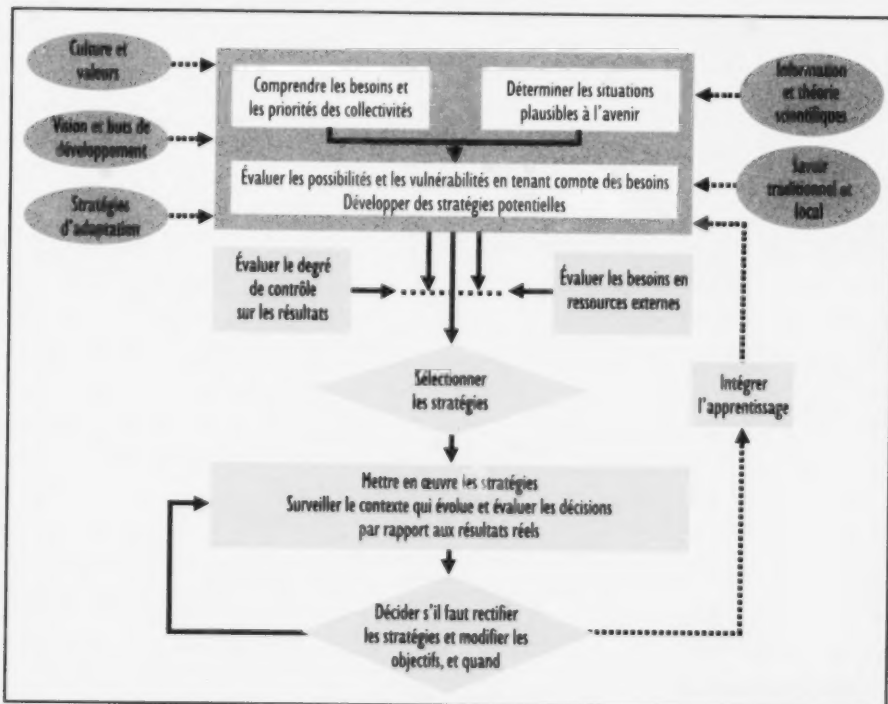 Culture et
valeurs
Vision et buts de
développement
Stratégies
d'adaptation
Comprendre les besoins et
les priorités des collectivités
Déterminer les situations
plausibles à l'avenir
Évaluer les possibilités et les vulnérabilités en tenant compte des besoins
Développer des stratégies potentielles
Information
et théorie
scientifiques
Savoir
traditionnel et
local
Évaluer le degré
de contrôle
sur les résultats
Évaluer les besoins en
ressources externes
Sélectionner
les stratégies
Intégrer
l'apprentissage
Mettre en œuvre les stratégies
Surveiller le contexte qui évolue et évaluer les décisions
par rapport aux résultats réels
Décider s'il faut rectifier
les stratégies et modifier les
objectifs, et quand